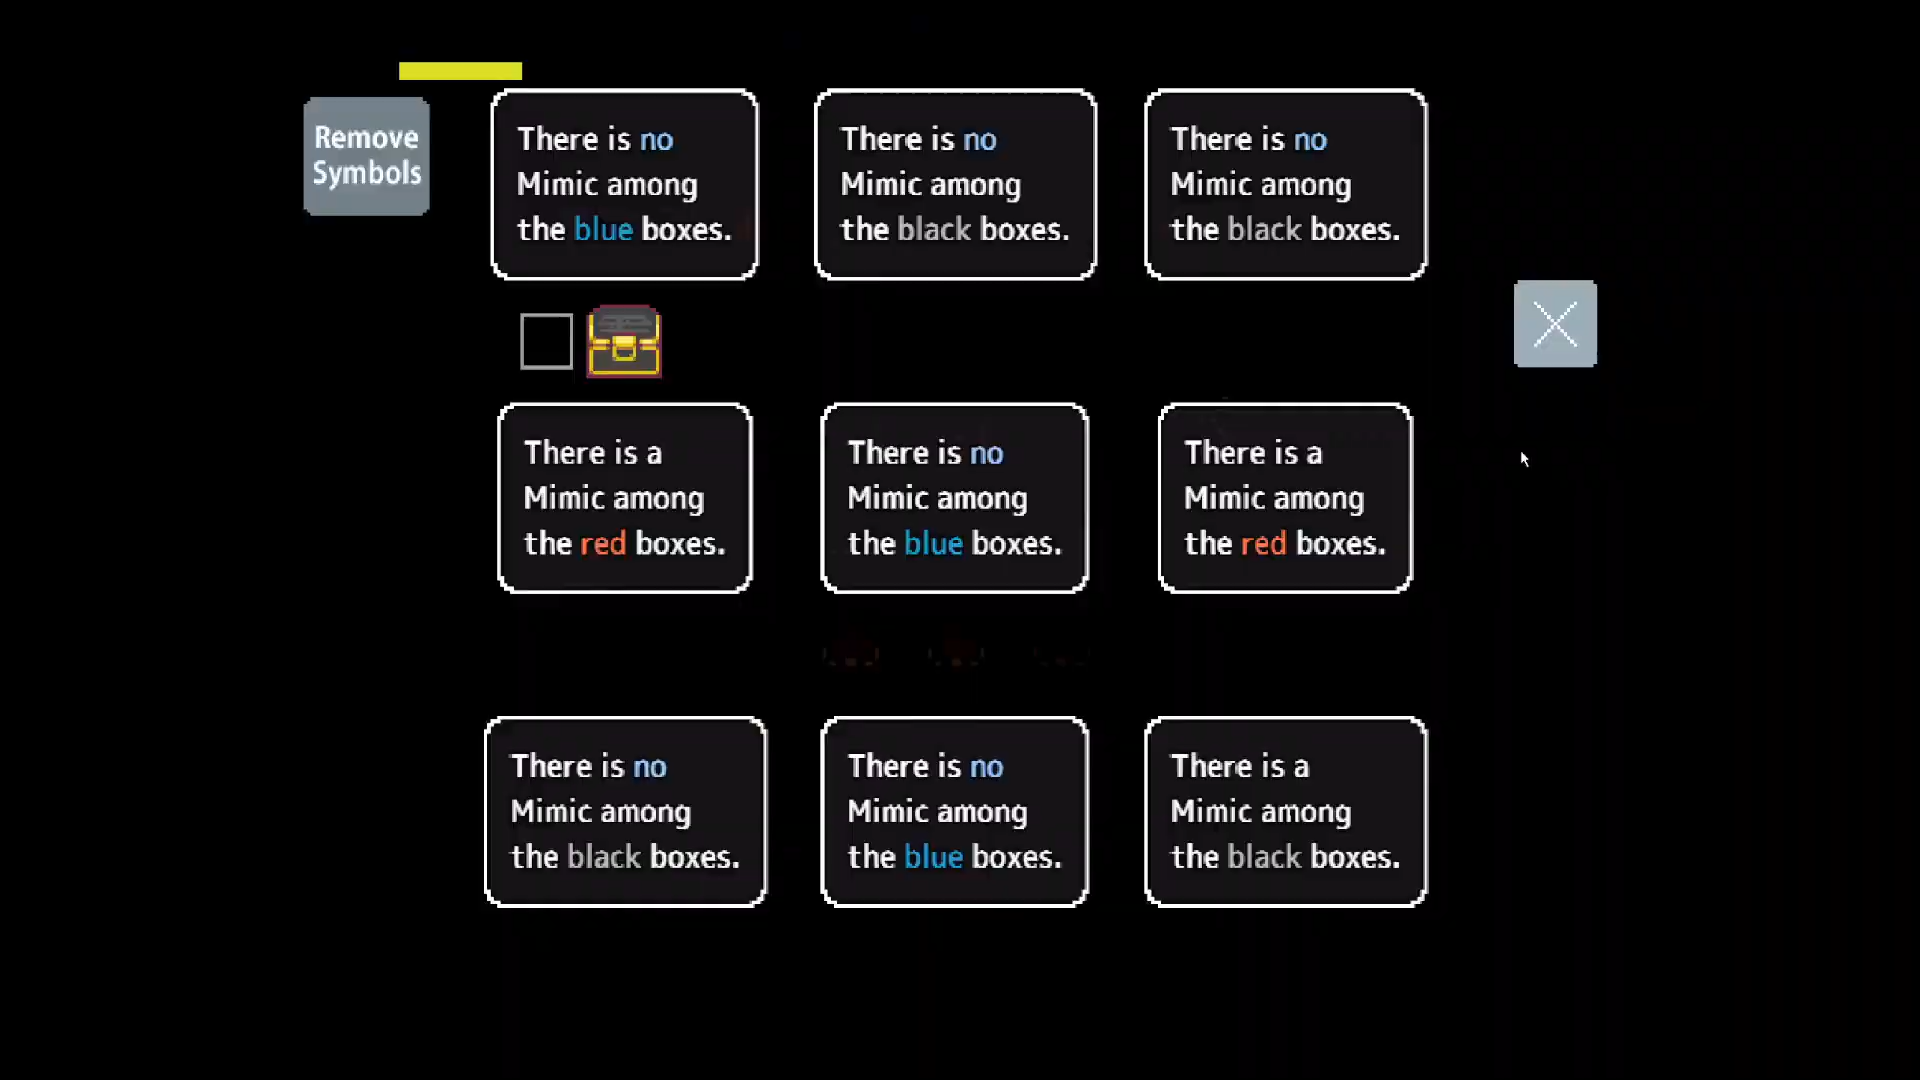 Remove
Symbols
There is no
Mimic among
the blue boxes.
There is no
Mimic among
the black boxes.
There is no
Mimic among
the black boxes.
There is a
Mimic among
the red boxes.
There is no
Mimic among
the blue boxes.
There is a
Mimic among
the red boxes.
There is no
Mimic among
the black boxes.
There is no
Mimic among
the blue boxes.
There is a
Mimic among
the black boxes.